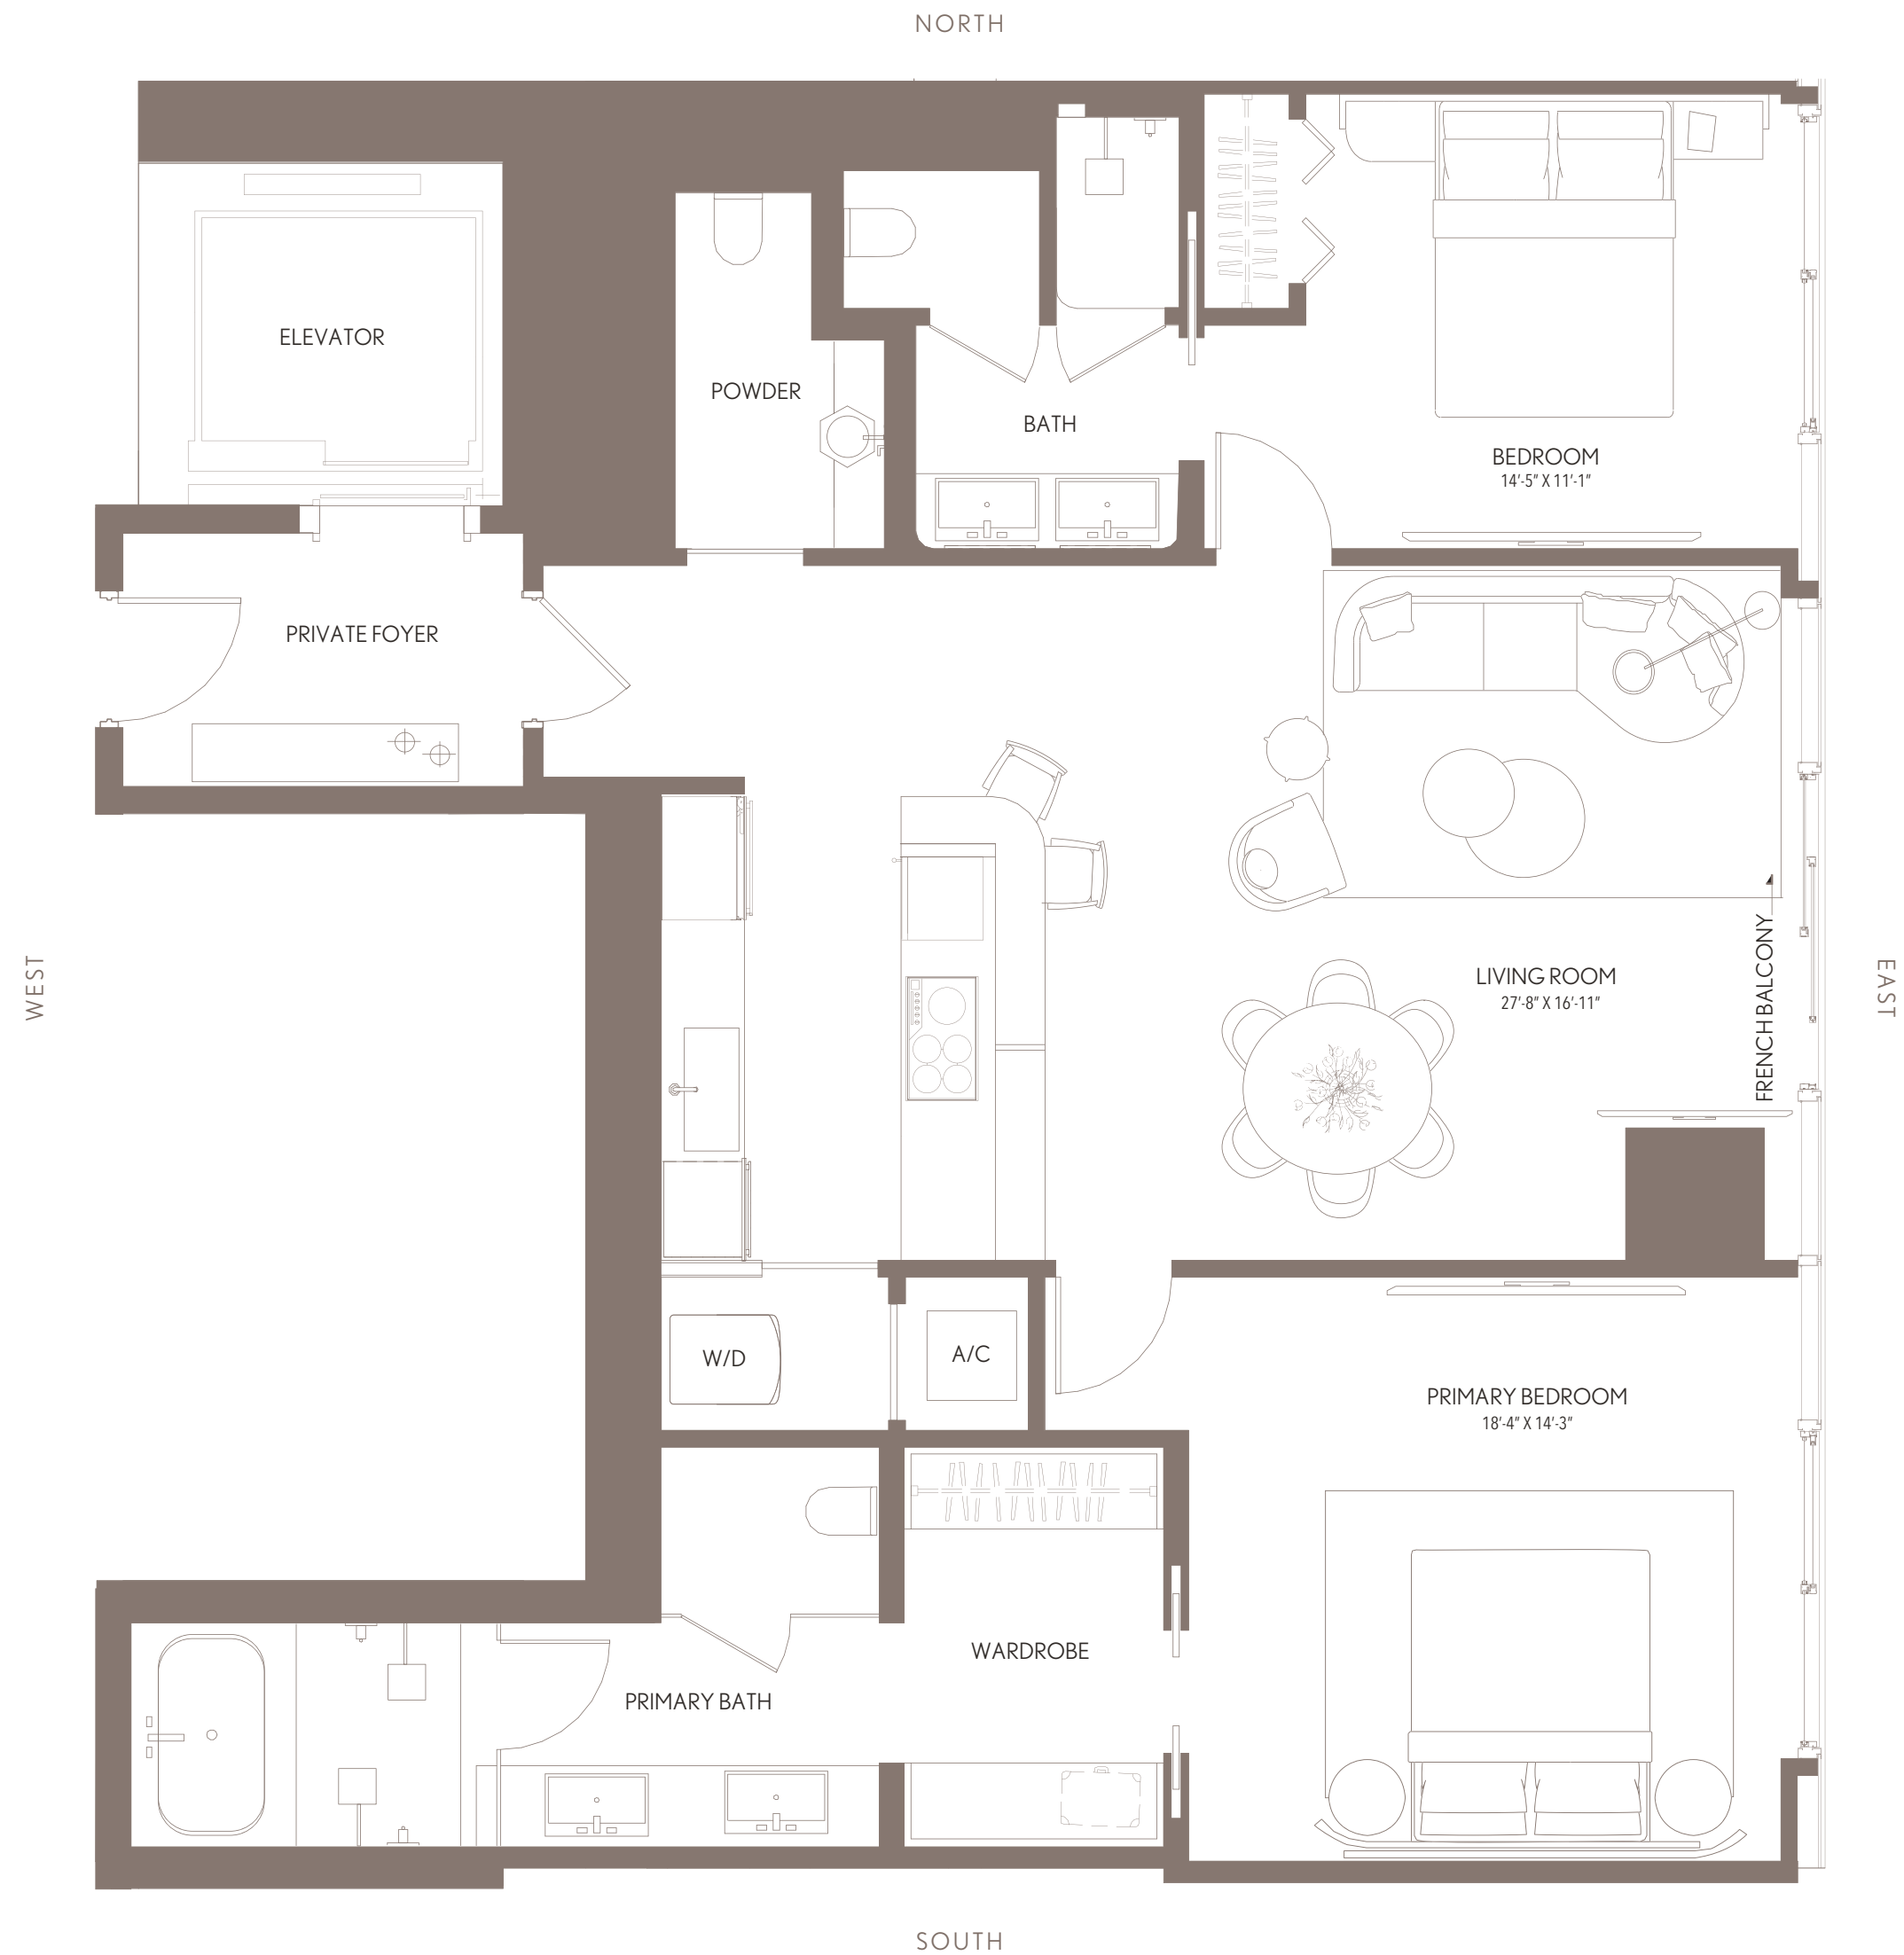 NORTH
ELEVATOR
POWDER
BATH
BEDROOM
14'-5" X 11'-1"
PRIVATE FOYER
WEST
LIVING ROOM
27'-8" X 16'-11"
FRENCH BALCONY
EAST
W/D
A/C
PRIMARY BEDROOM
18'-4" X 14'-3"
WARDROBE
PRIMARY BATH
SOUTH